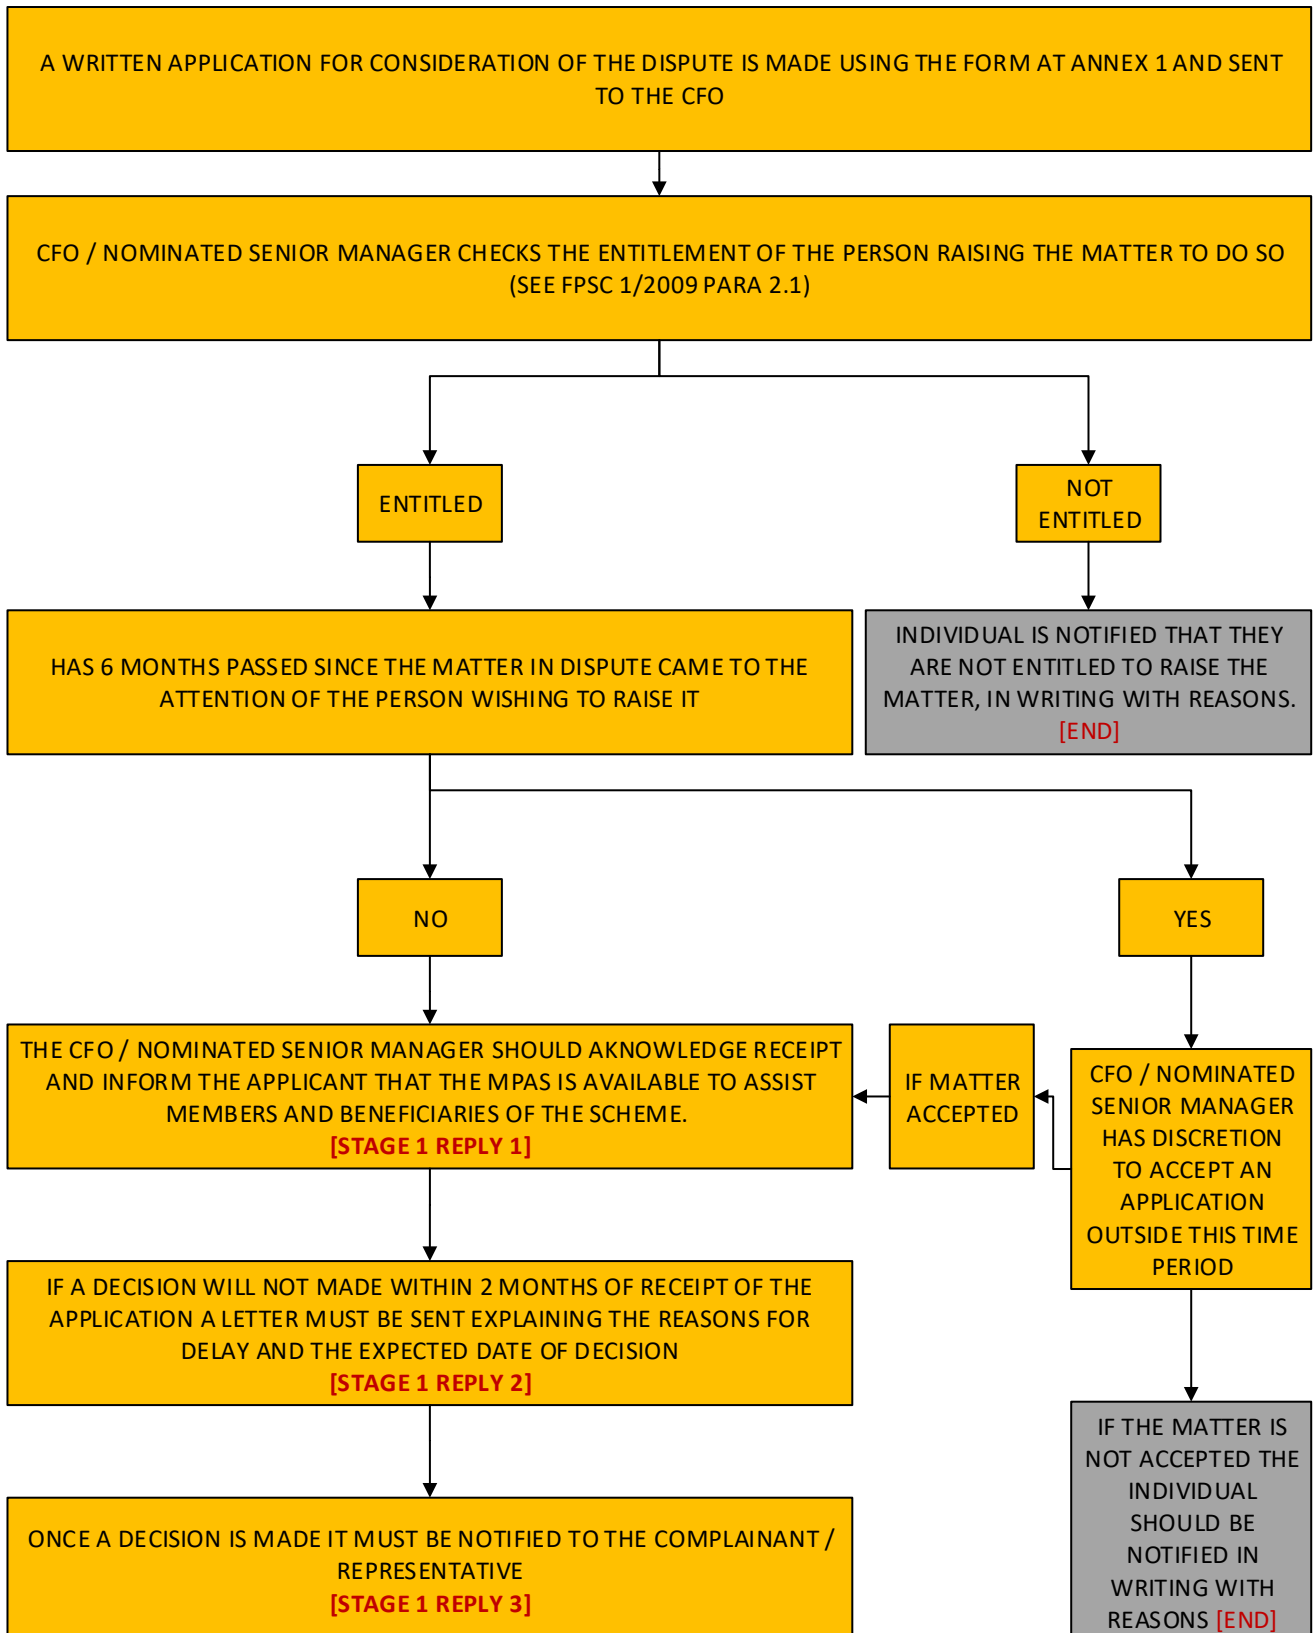 A WRITTEN APPLICATION FOR CONSIDERATION OF THE DISPUTE IS MADE USING THE FORM AT ANNEX 1 AND SENT
TO THE CFO
CFO / NOMINATED SENIOR MANAGER CHECKS THE ENTITLEMENT OF THE PERSON RAISING THE MATTER TO DO SO
(SEE FPSC 1/2009 PARA 2.1)
ENTITLED
NOT
ENTITLED
HAS 6 MONTHS PASSED SINCE THE MATTER IN DISPUTE CAME TO THE
ATTENTION OF THE PERSON WISHING TO RAISE IT
INDIVIDUAL IS NOTIFIED THAT THEY
ARE NOT ENTITLED TO RAISE THE
MATTER, IN WRITING WITH REASONS.
[END]
NO
YES
THE CFO / NOMINATED SENIOR MANAGER SHOULD AKNOWLEDGE RECEIPT
AND INFORM THE APPLICANT THAT THE MPAS IS AVAILABLE TO ASSIST
MEMBERS AND BENEFICIARIES OF THE SCHEME.
[STAGE 1 REPLY 1]
IF MATTER
ACCEPTED
CFO / NOMINATED
SENIOR MANAGER
HAS DISCRETION
TO ACCEPT AN
APPLICATION
OUTSIDE THIS TIME
PERIOD
IF A DECISION WILL NOT MADE WITHIN 2 MONTHS OF RECEIPT OF THE
APPLICATION A LETTER MUST BE SENT EXPLAINING THE REASONS FOR
DELAY AND THE EXPECTED DATE OF DECISION
[STAGE 1 REPLY 2]
IF THE MATTER IS
NOT ACCEPTED THE
INDIVIDUAL
SHOULD BE
NOTIFIED IN
WRITING WITH
REASONS [END]
ONCE A DECISION IS MADE IT MUST BE NOTIFIED TO THE COMPLAINANT /
REPRESENTATIVE
[STAGE 1 REPLY 3]